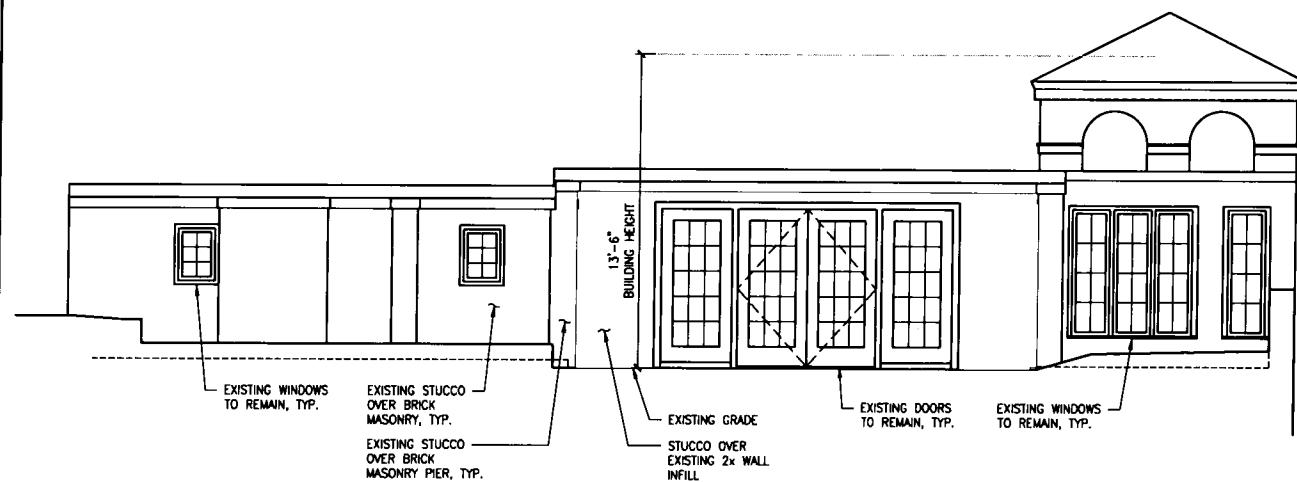 13'-6"
BUILDING HEIGHT
EXISTING WINDOWS
TO REMAIN, TYP.
EXISTING STUCCO
OVER BRICK
MASONRY, TYP.
EXISTING STUCCO
OVER BRICK
MASONRY PIER, TYP.
EXISTING GRADE
STUCCO OVER
EXISTING 2x WALL
INFILL
EXISTING DOORS
TO REMAIN, TYP.
EXISTING WINDOWS
TO REMAIN, TYP.